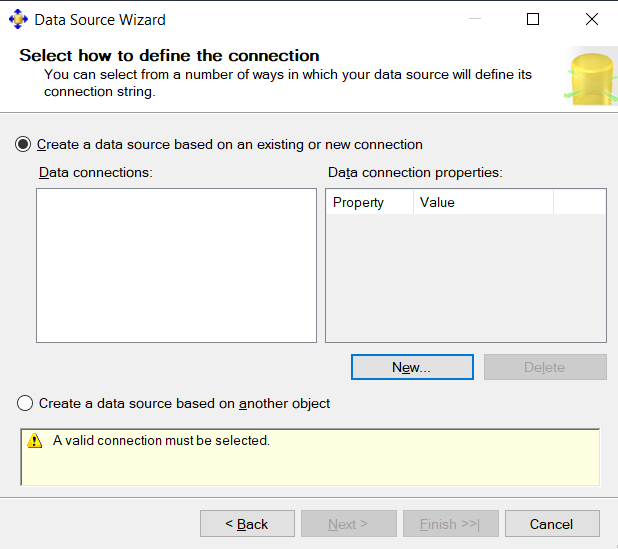 Data Source Wizard
Select how to define the connection
You can select from a number of ways in which your data source will define its
connection string.
Create a data source based on an existing or new connection
Data connections:
Data connection properties:
Property Value
New... Delete
Create a data source based on another object
A valid connection must be selected.
< Back Next > Finish >>| Cancel